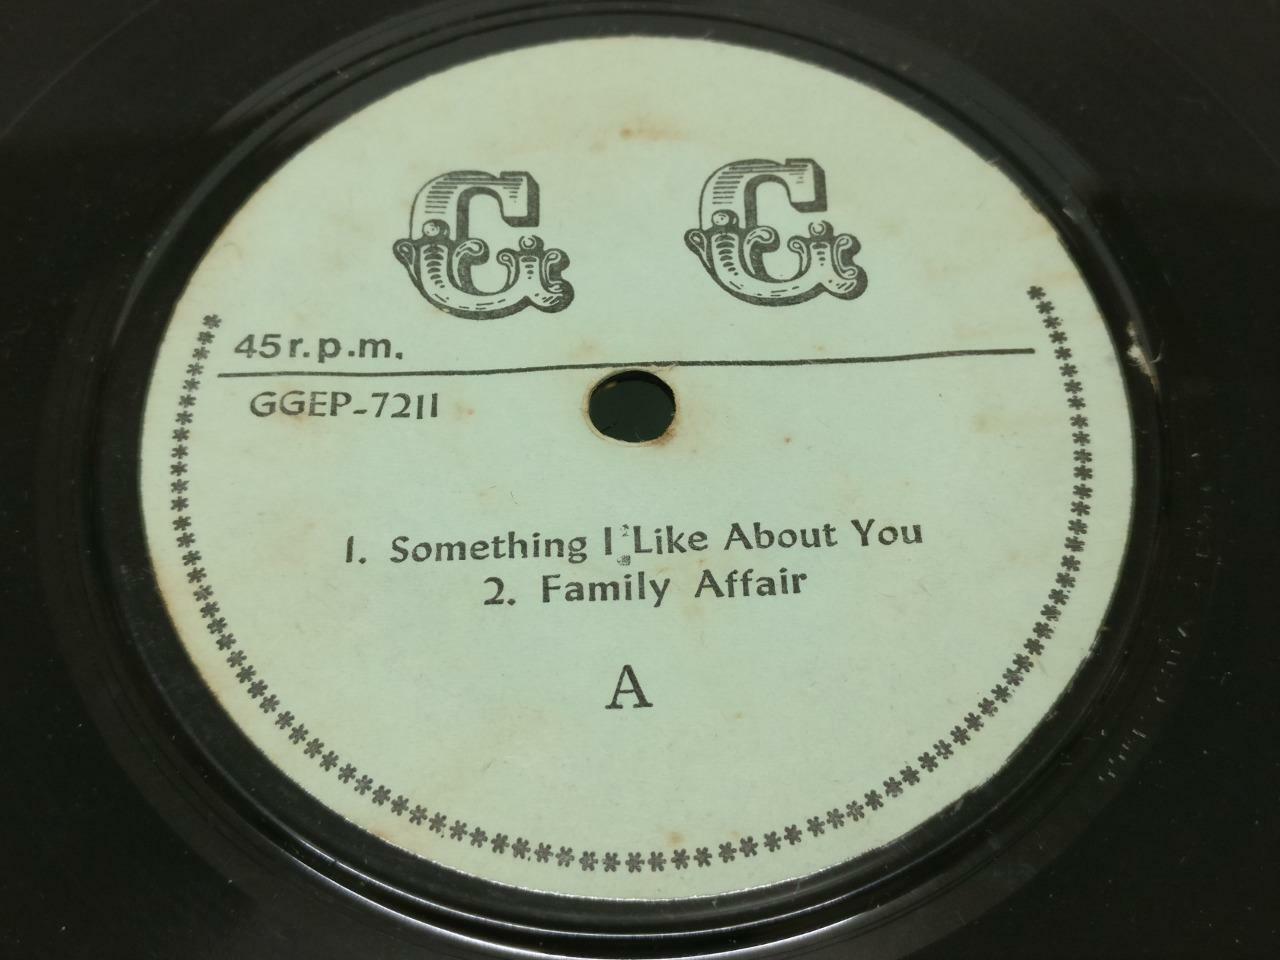 G G
45 r.p.m.
GGEP-7211
1. Something I Like About You
2. Family Affair
A